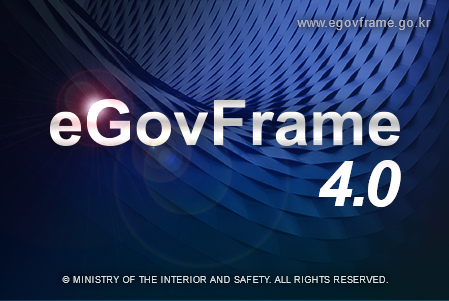 www.egovframe.go.kr
eGovFrame
4.0
© MINISTRY OF THE INTERIOR AND SAFETY. ALL RIGHTS RESERVED.